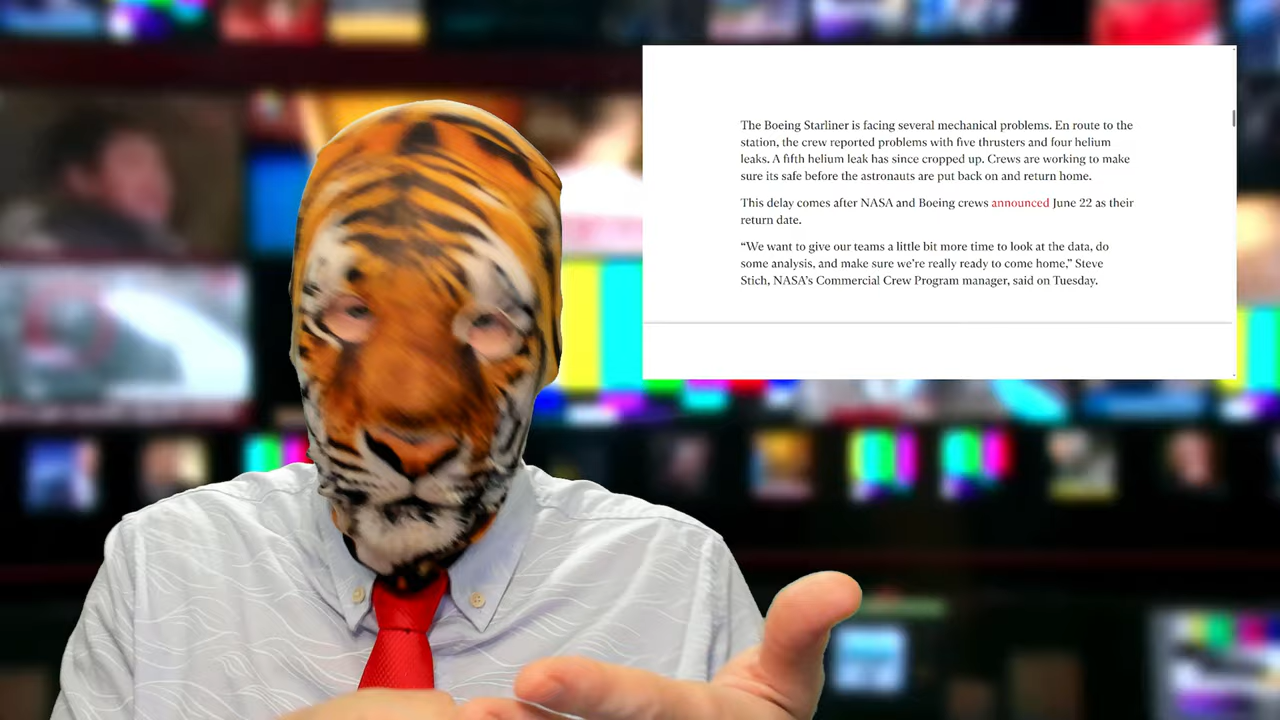 The Boeing Starliner is facing several mechanical problems. En route to the
station, the crew reported problems with five thrusters and four helium
leaks. A fifth helium leak has since cropped up. Crews are working to make
sure its safe before the astronauts are put back on and return home.
This delay comes after NASA and Boeing crews announced June 22 as their
return date.
“We want to give our teams a little bit more time to look at the data, do
some analysis, and make sure we’re really ready to come home,” Steve
Stich, NASA’s Commercial Crew Program manager, said on Tuesday.